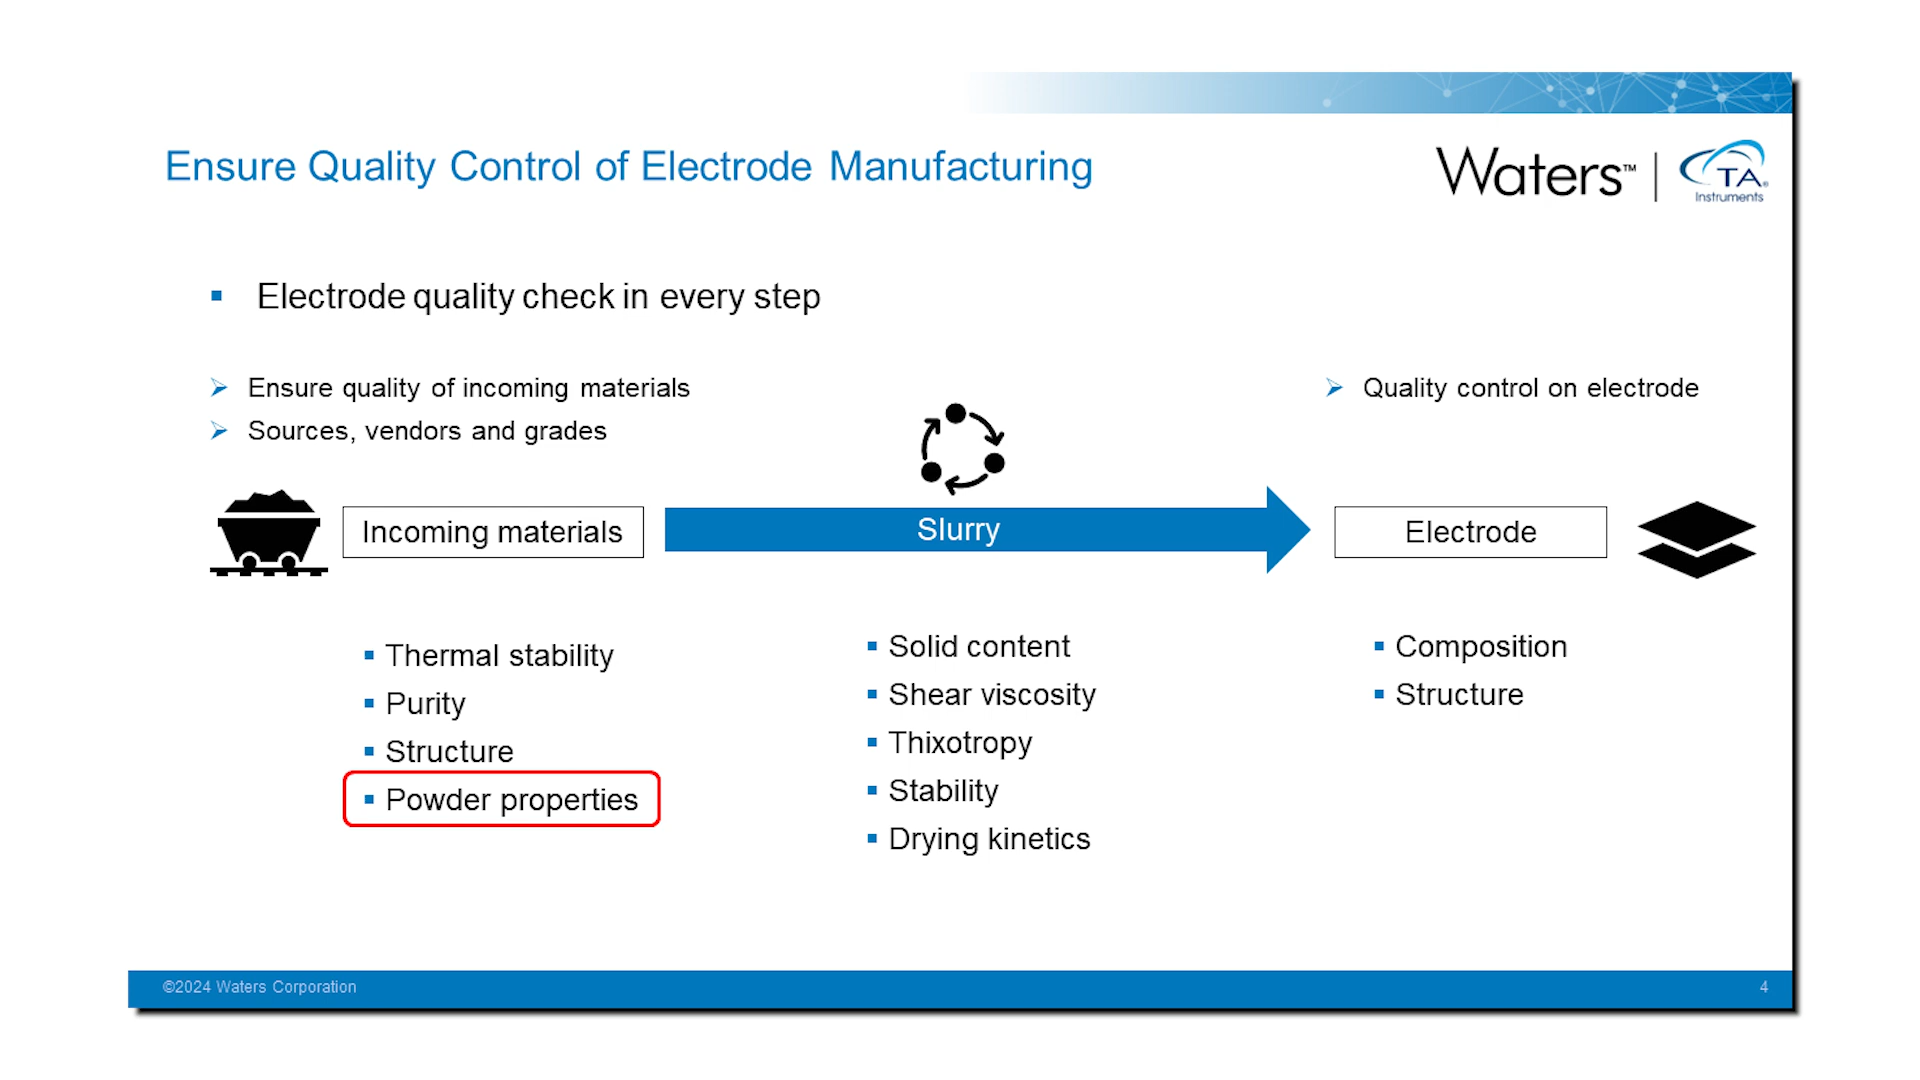 Ensure Quality Control of Electrode Manufacturing
Waters™ | TA® Instruments
Electrode quality check in every step
Ensure quality of incoming materials
Sources, vendors and grades
Quality control on electrode
Incoming materials
Slurry
Electrode
Thermal stability
Purity
Structure
Powder properties
Solid content
Shear viscosity
Thixotropy
Stability
Drying kinetics
Composition
Structure
©2024 Waters Corporation
4